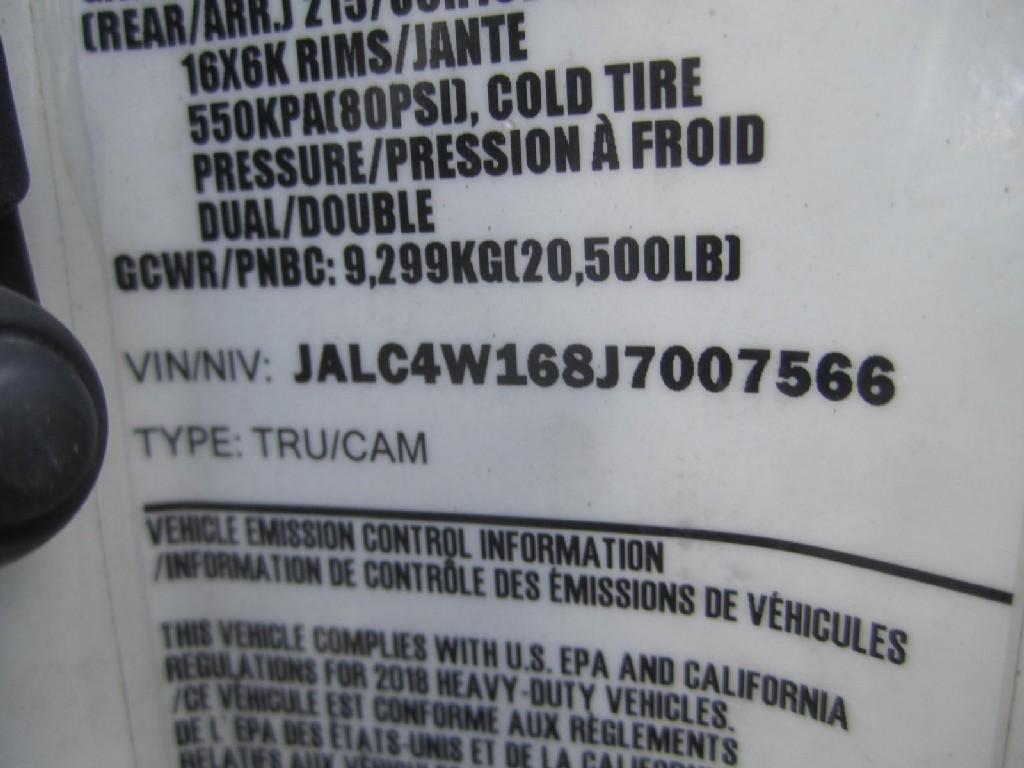 (REAR/ARR.)
16X6K RIMS/JANTE
550KPA(80PSI), COLD TIRE
PRESSURE/PRESSION À FROID
DUAL/DOUBLE
GCWR/PNBC: 9,299KG(20,500LB)
VIN/NIV: JALC4W168J7007566
TYPE: TRU/CAM
VEHICLE EMISSION CONTROL INFORMATION
/INFORMATION DE CONTRÔLE DES ÉMISSIONS DE VÉHICULES
THIS VEHICLE COMPLIES WITH U.S. EPA AND CALIFORNIA
REGULATIONS FOR 2018 HEAVY-DUTY VEHICLES.
/CE VÉHICULE EST CONFORME AUX RÈGLEMENTS
DE L'EPA DES ÉTATS-UNIS ET DE LA
RELATIFS AUX